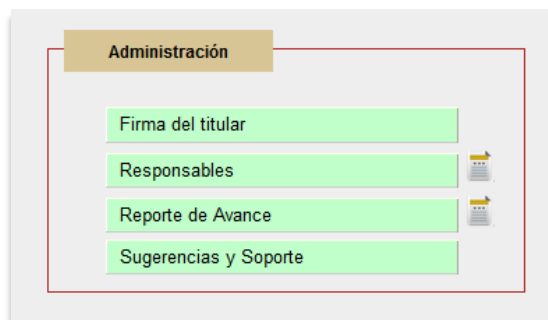 Administración
Firma del titular
Responsables
Reporte de Avance
Sugerencias y Soporte